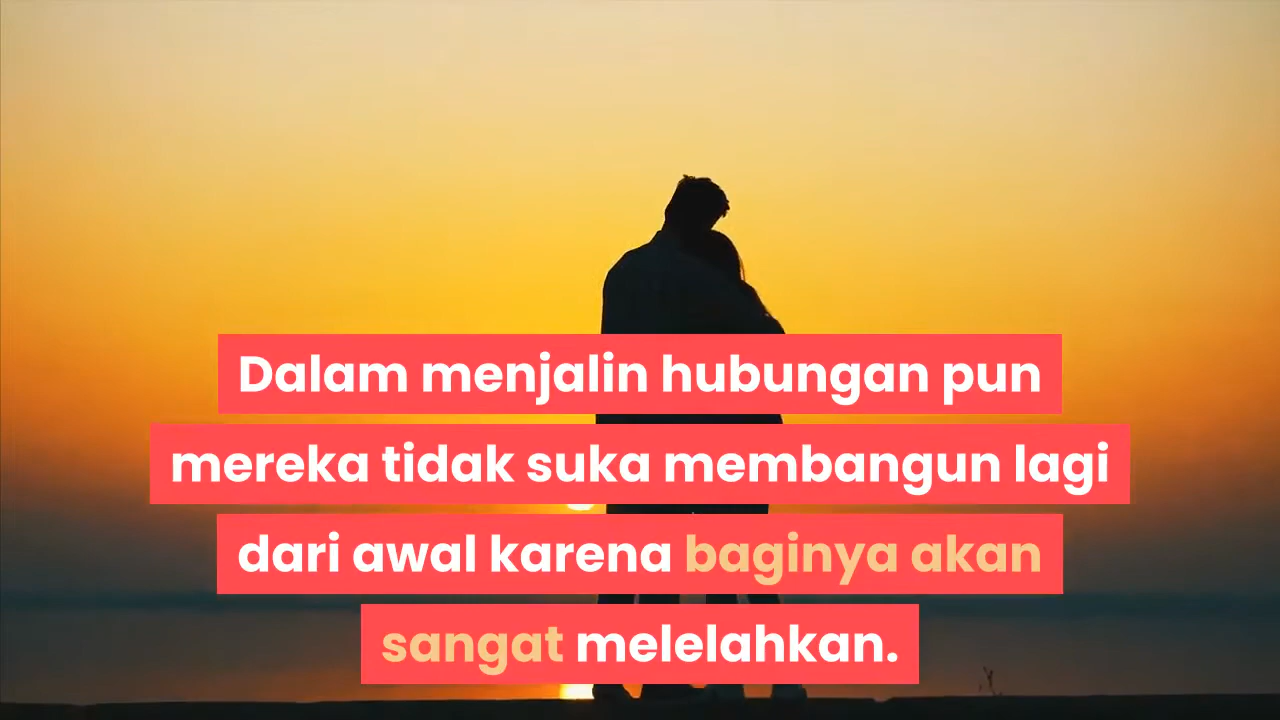 Dalam menjalin hubungan pun
mereka tidak suka membangun lagi
dari awal karena baginya akan
sangat melelahkan.